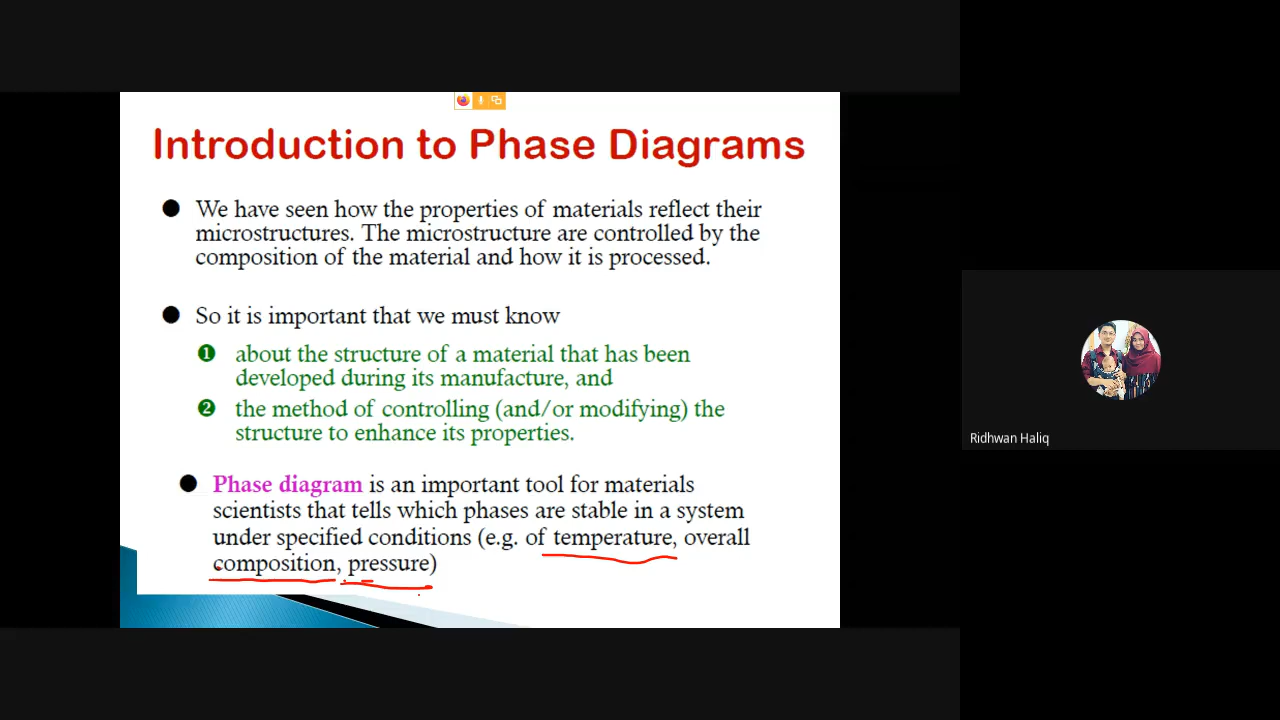 Introduction to Phase Diagrams
● We have seen how the properties of materials reflect their
microstructures. The microstructure are controlled by the
composition of the material and how it is processed.
● So it is important that we must know
❶ about the structure of a material that has been
developed during its manufacture, and
❷ the method of controlling (and/or modifying) the
structure to enhance its properties.
● Phase diagram is an important tool for materials
scientists that tells which phases are stable in a system
under specified conditions (e.g. of temperature, overall
composition, pressure)
Ridhwan Haliq